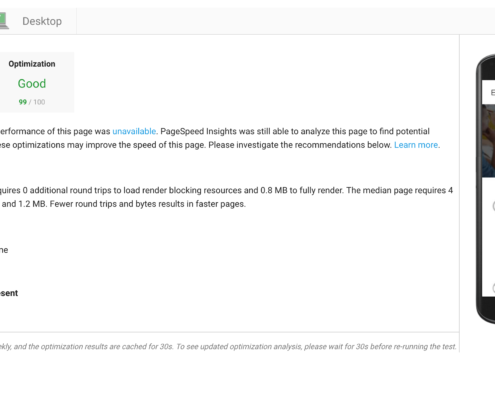 Desktop
Optimization
Good
99 / 100
erformance of this page was unavailable. PageSpeed Insights was still able to analyze this page to find potential
ese optimizations may improve the speed of this page. Please investigate the recommendations below. Learn more.
quires 0 additional round trips to load render blocking resources and 0.8 MB to fully render. The median page requires 4
and 1.2 MB. Fewer round trips and bytes results in faster pages.
ne
esent
ekly, and the optimization results are cached for 30s. To see updated optimization analysis, please wait for 30s before re-running the test.